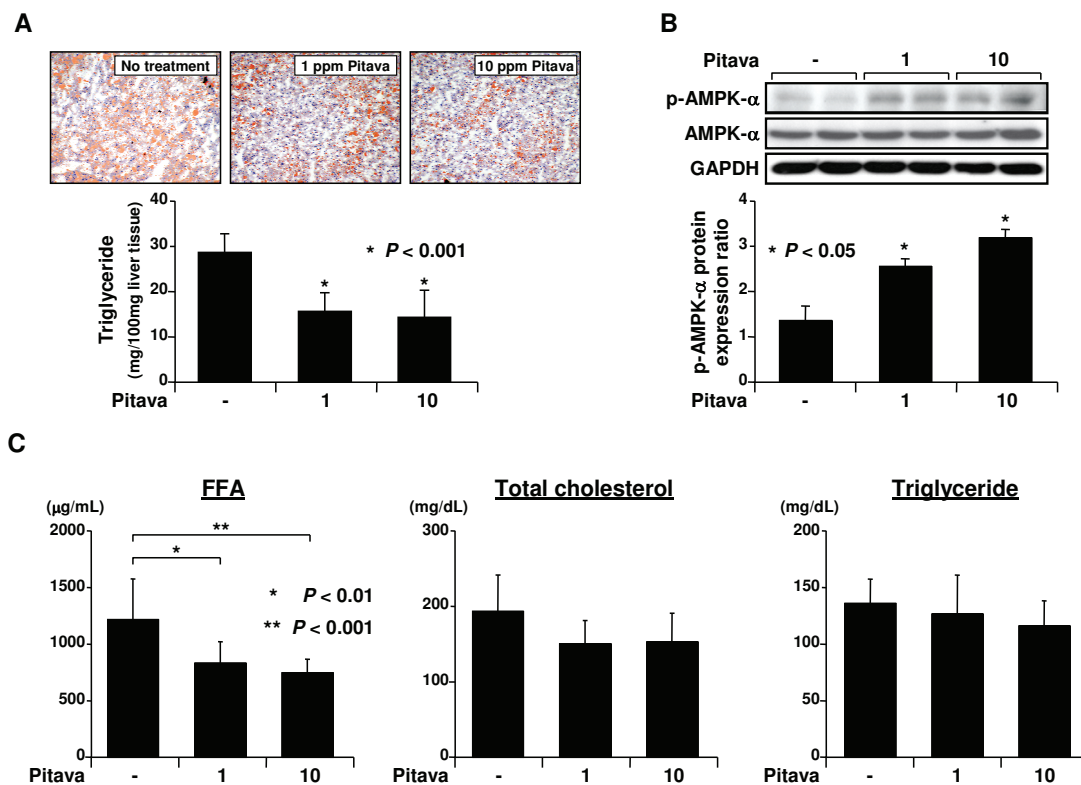 A
No treatment
1 ppm Pitava
10 ppm Pitava
Triglyceride
(mg/100mg liver tissue)
40
30
20
10
0
* P < 0.001
*
*
Pitava - 1 10
B
Pitava - 1 10
p-AMPK-α
AMPK-α
GAPDH
p-AMPK-α protein
expression ratio
4
3
2
1
0
* P < 0.05
*
*
Pitava - 1 10
C
FFA
(μg/mL)
2000
1500
1000
500
0
**
*
* P < 0.01
** P < 0.001
Pitava - 1 10
Total cholesterol
(mg/dL)
300
200
100
0
Pitava - 1 10
Triglyceride
(mg/dL)
200
150
100
50
0
Pitava - 1 10